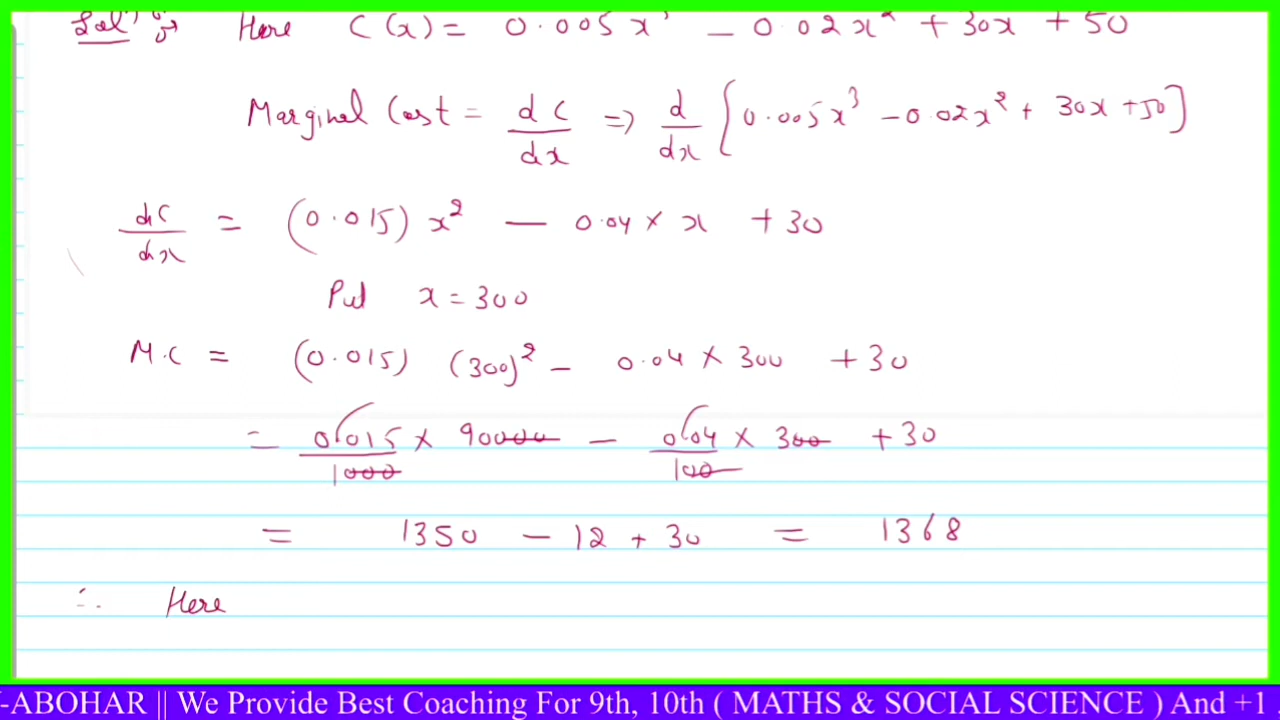 Sol: Here C(x) = 0.005x³ − 0.02x² + 30x + 50
Marginal Cost = dC/dx ⇒ d/dx [0.005x³ − 0.02x² + 30x + 50]
dC/dx = (0.015) x² − 0.04 × x + 30
Put x = 300
M.C = (0.015) (300)² − 0.04 × 300 + 30
= 0.015/1000 × 90000 − 0.04/100 × 300 + 30
= 1350 − 12 + 30 = 1368
∴ Here
-ABOHAR || We Provide Best Coaching For 9th, 10th ( MATHS & SOCIAL SCIENCE ) And +1